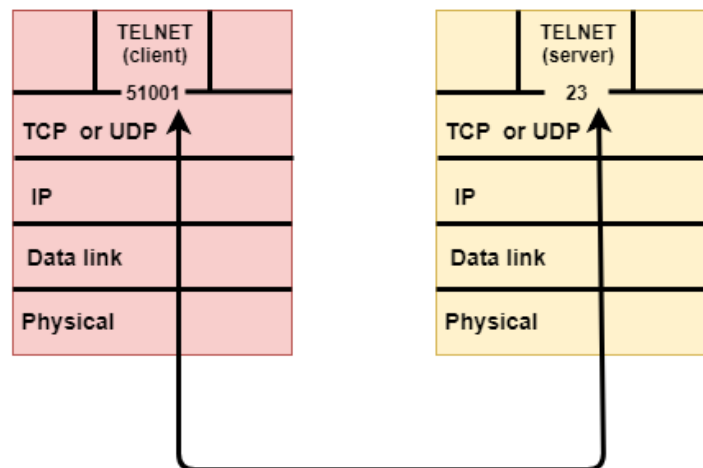 TELNET
(client)
51001
TCP or UDP
IP
Data link
Physical
TELNET
(server)
23
TCP or UDP
IP
Data link
Physical